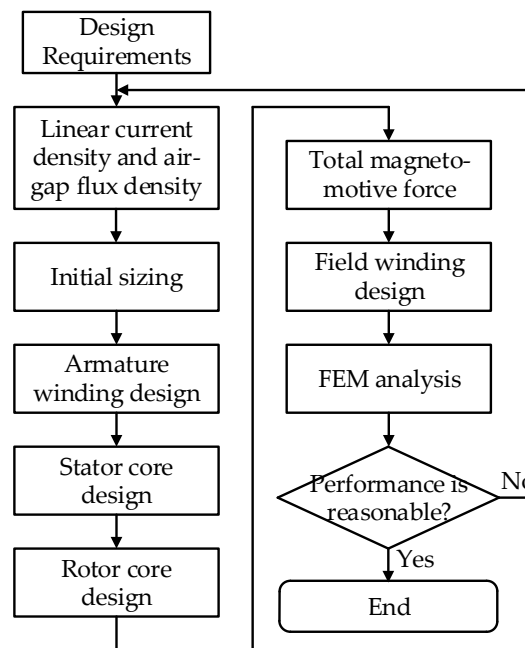 Design
Requirements
Linear current
density and air-
gap flux density
Initial sizing
Armature
winding design
Stator core
design
Rotor core
design
Total magneto-
motive force
Field winding
design
FEM analysis
Performance is
reasonable?
No
Yes
End